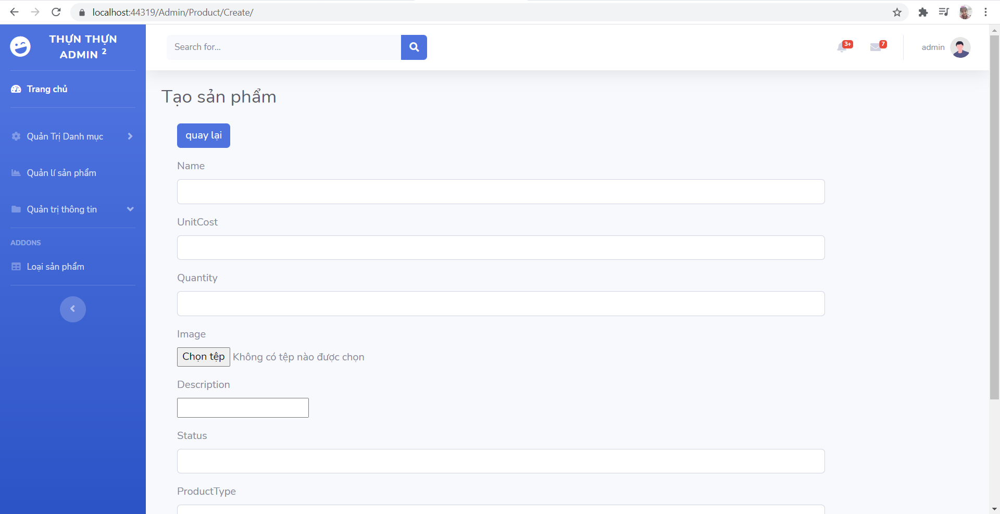 localhost:44319/Admin/Product/Create/
THỰN THỰN
ADMIN 2
Search for...
3+
7
admin
Trang chủ
Quản Trị Danh mục
Quản lí sản phẩm
Quản trị thông tin
ADDONS
Loại sản phẩm
Tạo sản phẩm
quay lại
Name
UnitCost
Quantity
Image
Chọn tệp Không có tệp nào được chọn
Description
Status
ProductType